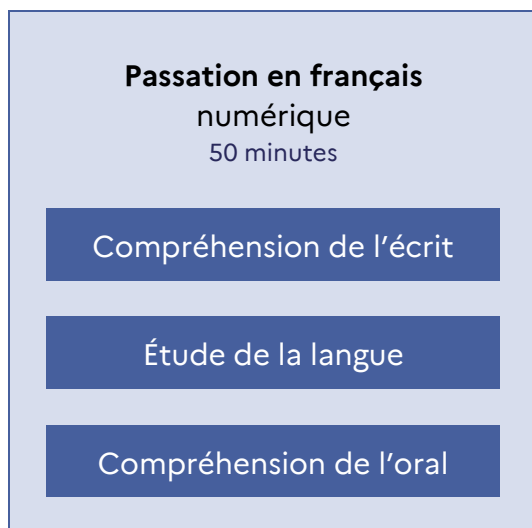 Passation en français
numérique
50 minutes
Compréhension de l’écrit
Étude de la langue
Compréhension de l’oral